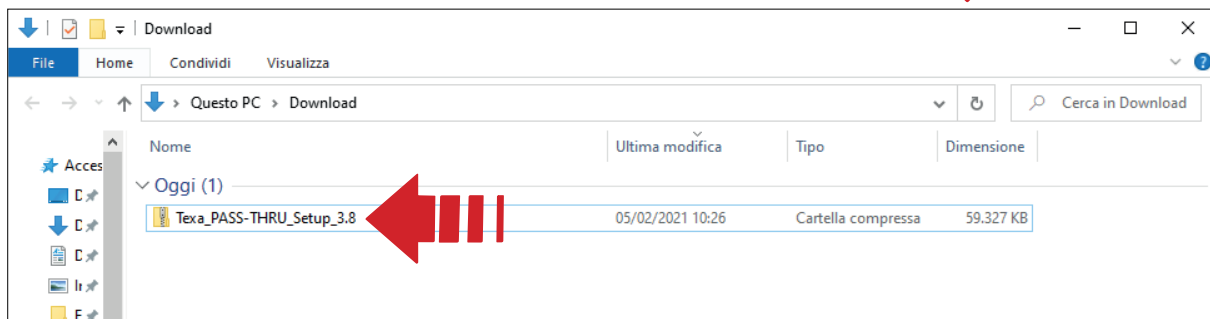 Download
File Home Condividi Visualizza
Questo PC > Download
Cerca in Download
Nome Ultima modifica Tipo Dimensione
Acces
Oggi (1)
Texa_PASS-THRU_Setup_3.8 05/02/2021 10:26 Cartella compressa 59.327 KB